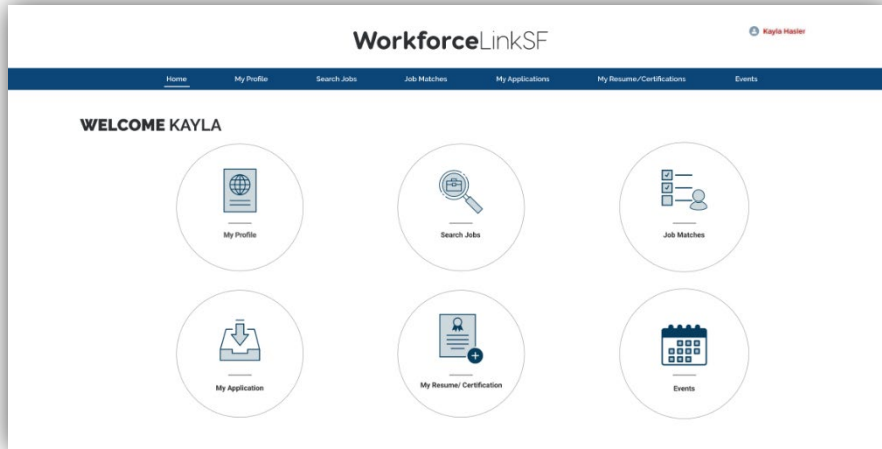 WorkforceLinkSF
Kayla Hasler
Home My Profile Search Jobs Job Matches My Applications My Resume/Certifications Events
WELCOME KAYLA
My Profile Search Jobs Job Matches
My Application My Resume/ Certification Events